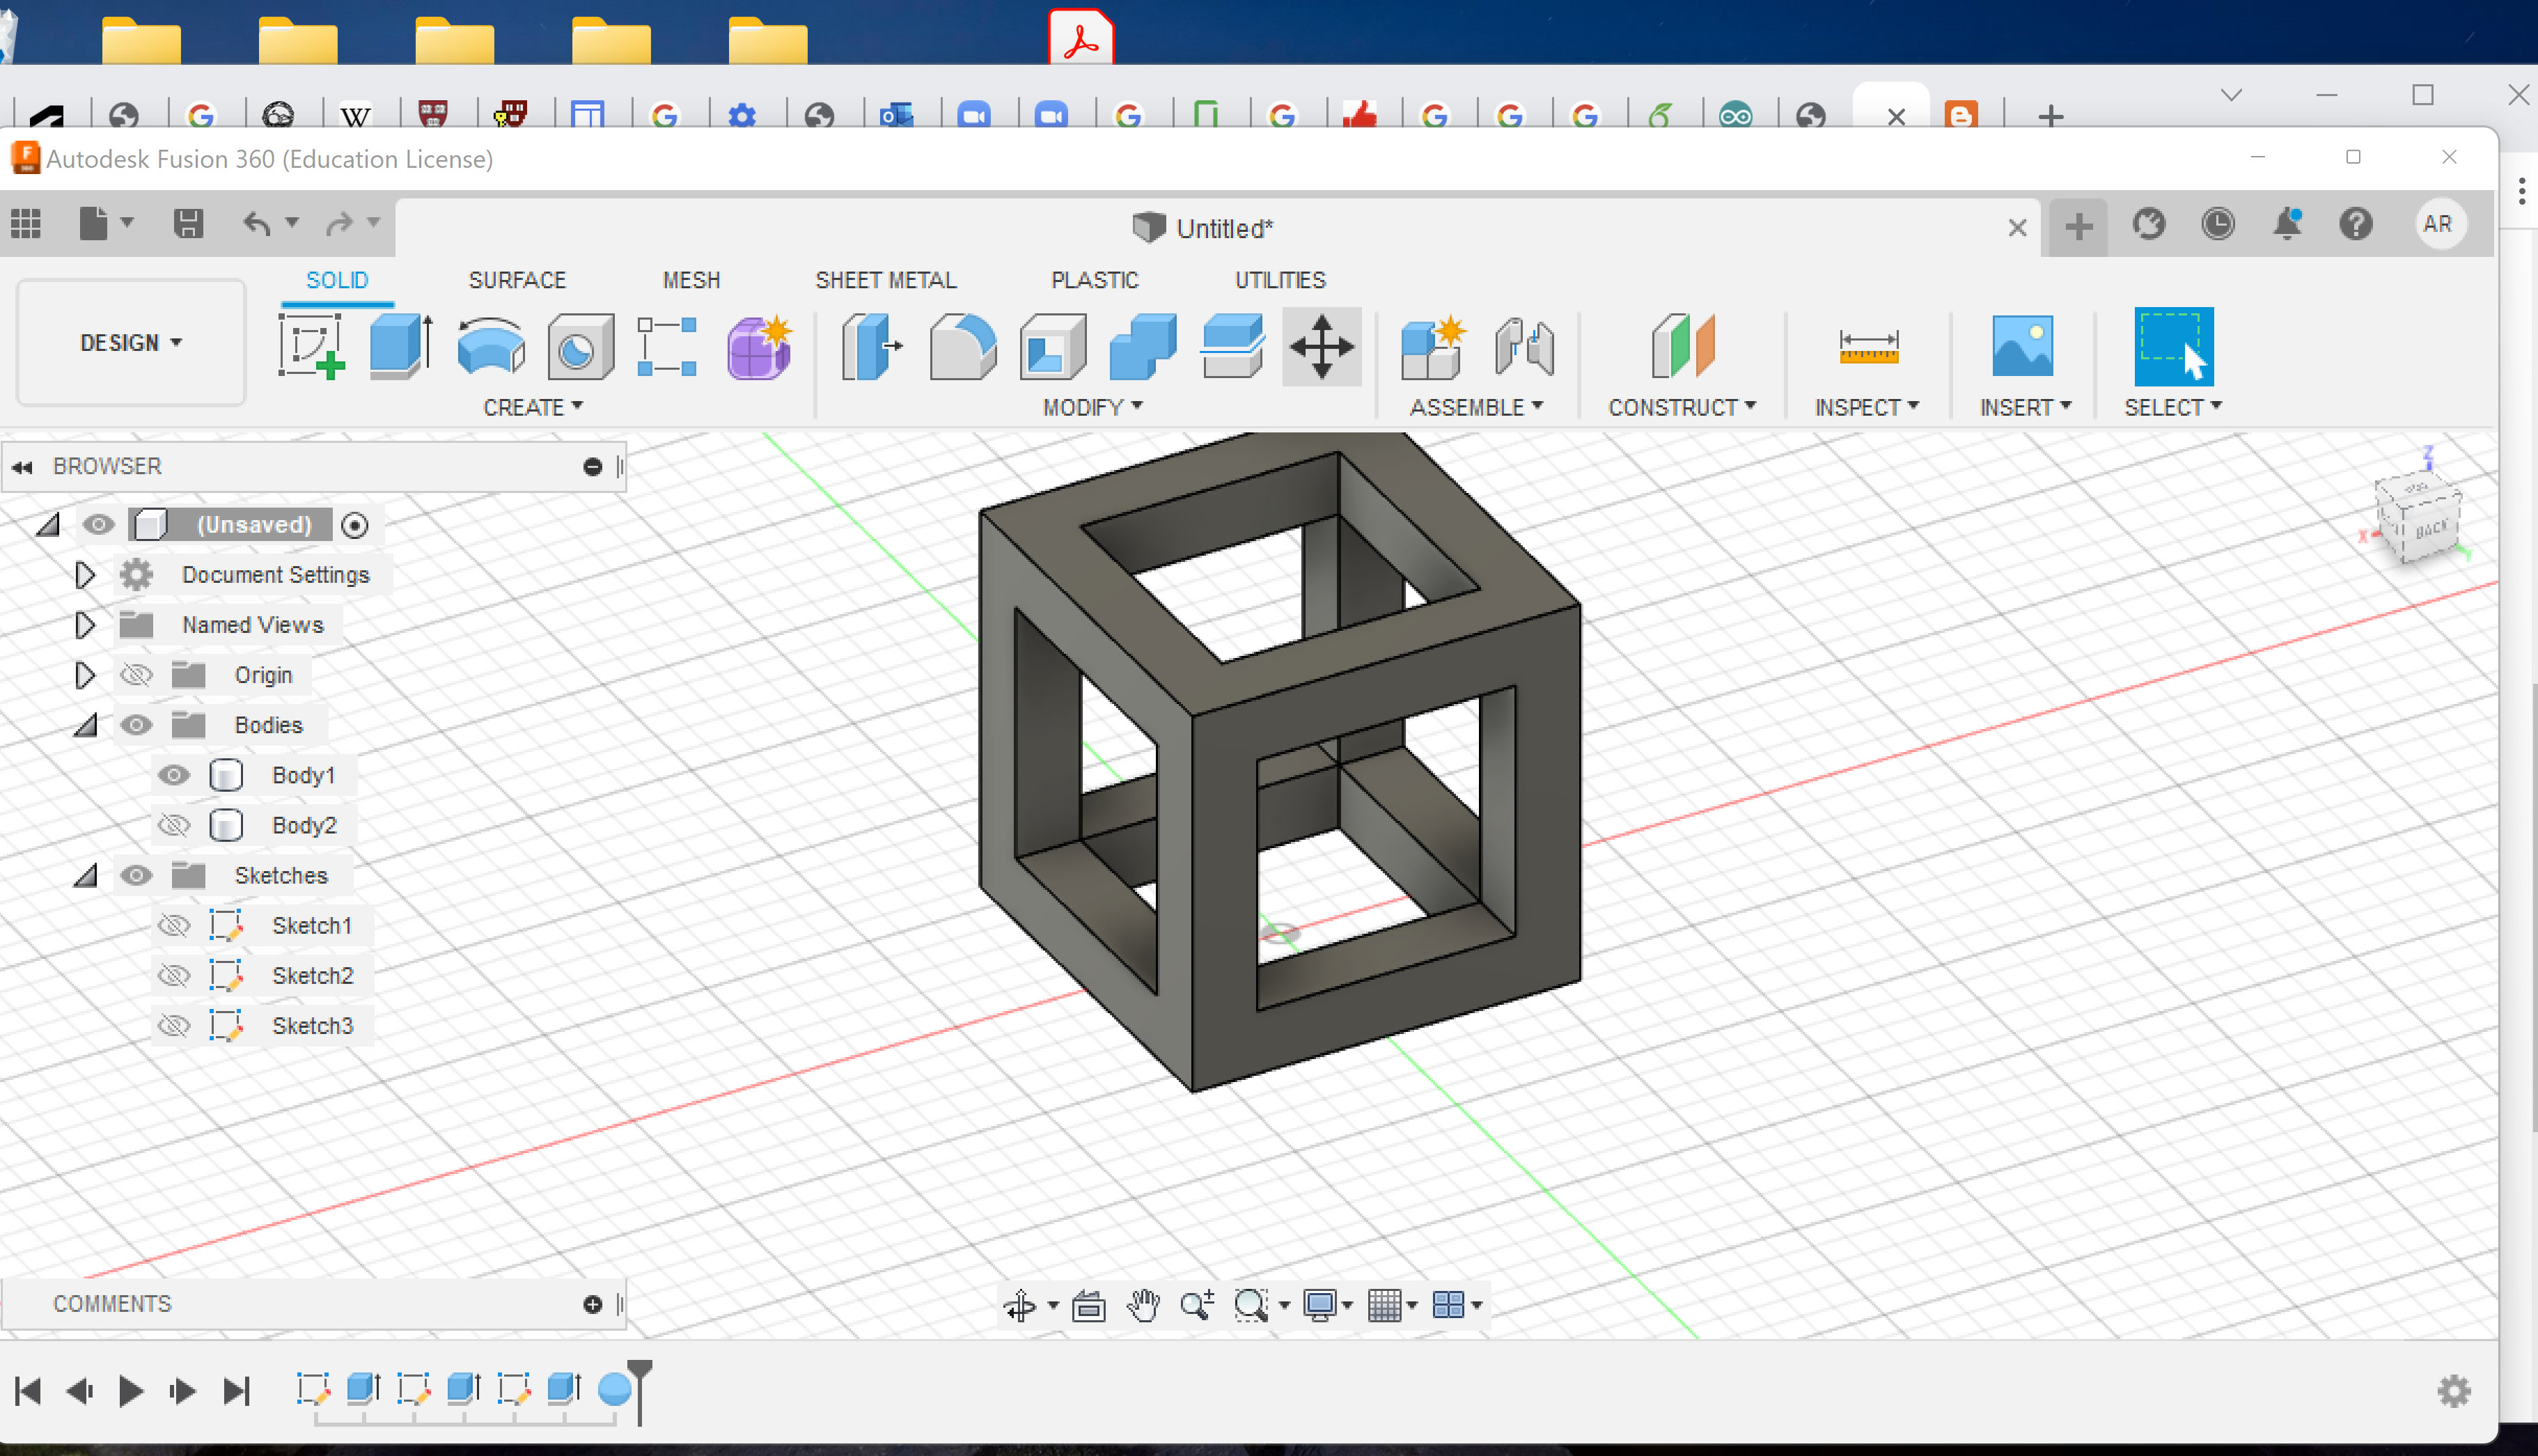 W
Autodesk Fusion 360 (Education License)
Untitled*
AR
SOLID SURFACE MESH SHEET METAL PLASTIC UTILITIES
DESIGN
CREATE MODIFY ASSEMBLE CONSTRUCT INSPECT INSERT SELECT
BROWSER
(Unsaved)
Document Settings
Named Views
Origin
Bodies
Body1
Body2
Sketches
Sketch1
Sketch2
Sketch3
Z
BACK
X
Y
COMMENTS